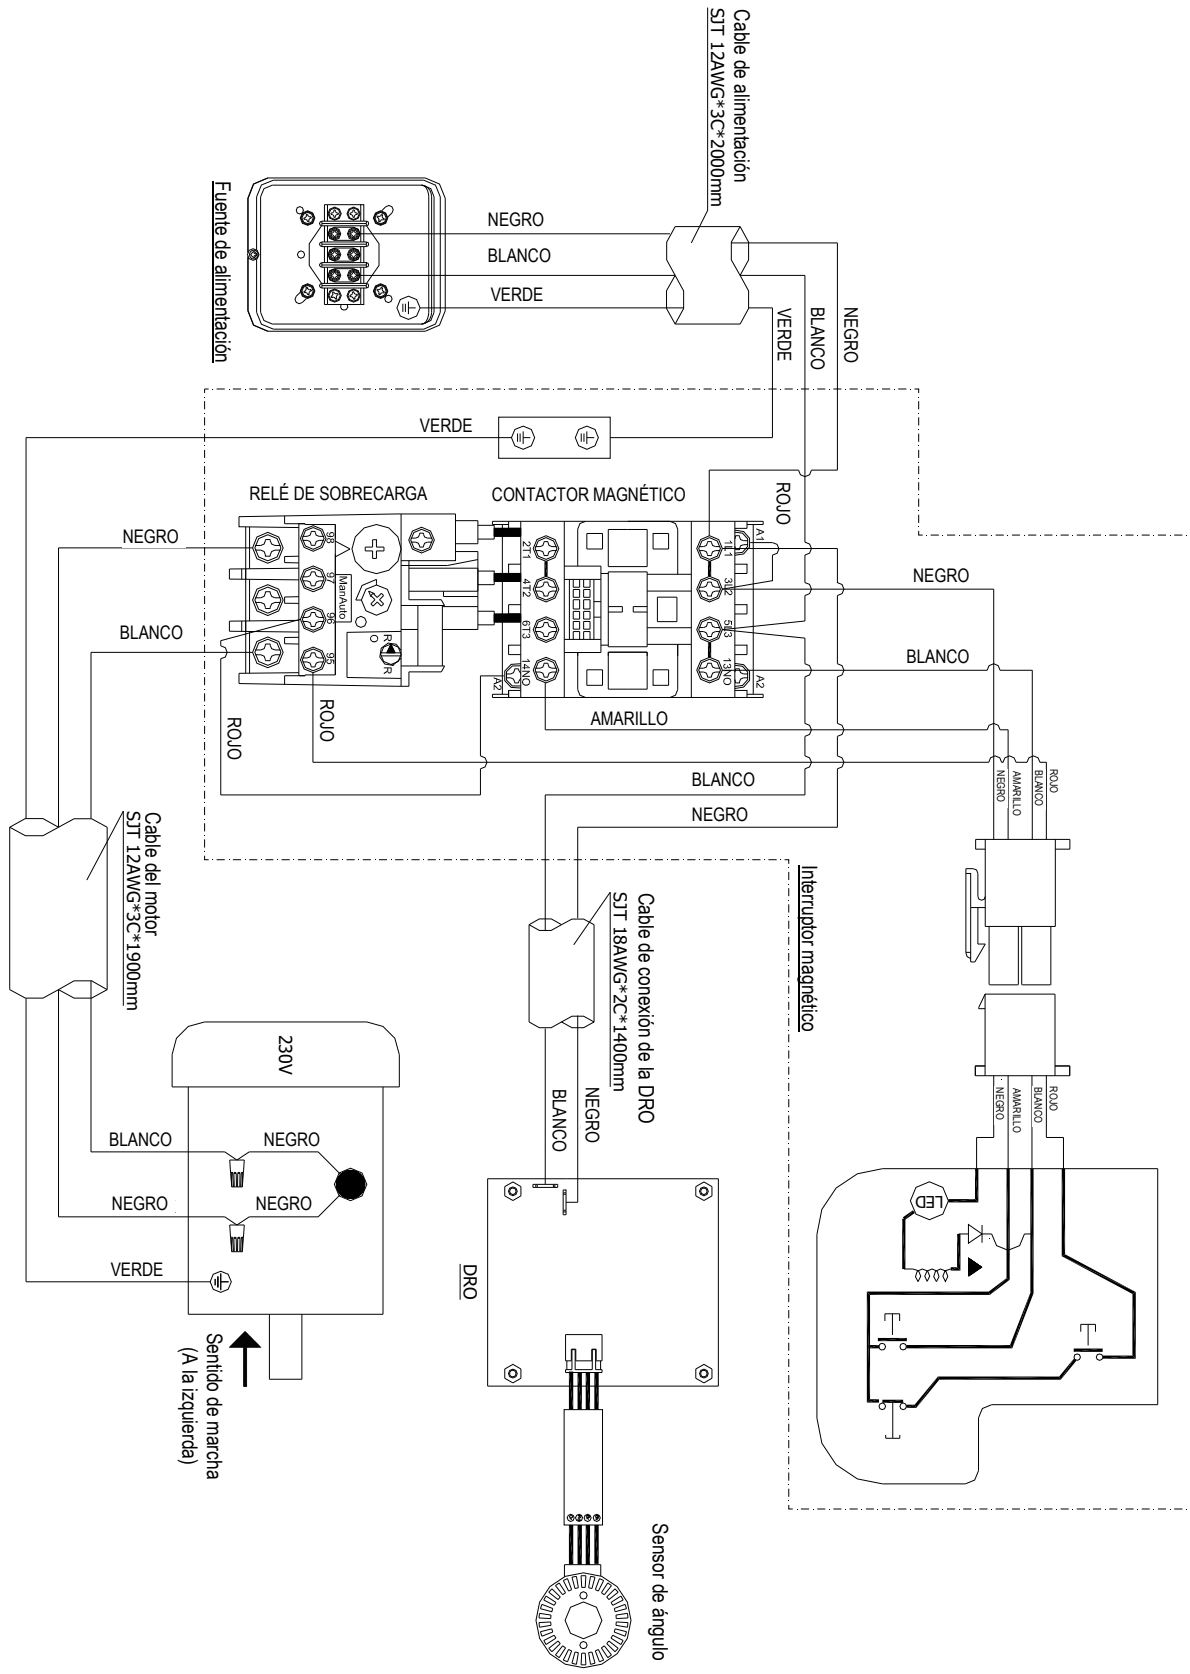 Cable de alimentación
SJT 12AWG*3C*2000mm
Fuente de alimentación
NEGRO
BLANCO
VERDE
NEGRO
BLANCO
VERDE
VERDE
RELÉ DE SOBRECARGA
CONTACTOR MAGNÉTICO
ROJO
NEGRO
BLANCO
98
97
96
95
ManAuto
R
R
2T1
4T2
6T3
14NO
A2
1L1
3L2
5L3
13NO
A1
A2
NEGRO
BLANCO
ROJO
ROJO
AMARILLO
BLANCO
NEGRO
ROJO
BLANCO
AMARILLO
NEGRO
Interruptor magnético
Cable del motor
SJT 12AWG*3C*1900mm
Cable de conexión de la DRO
SJT 18AWG*2C*1400mm
230V
NEGRO
BLANCO
ROJO
BLANCO
AMARILLO
NEGRO
BLANCO
NEGRO
NEGRO
NEGRO
VERDE
LED
DRO
Sentido de marcha
(A la izquierda)
Sensor de ángulo